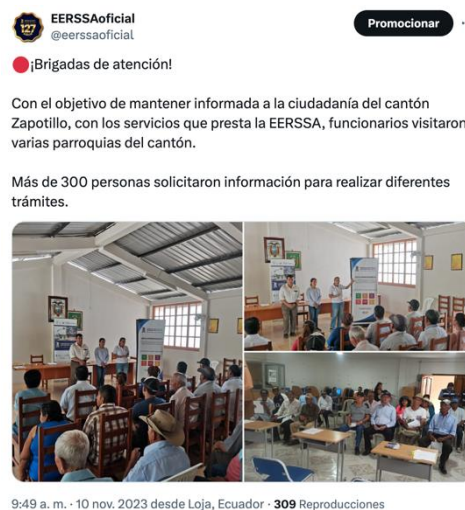 EERSSAoficial
@eerssaoficial
Promocionar
¡Brigadas de atención!
Con el objetivo de mantener informada a la ciudadanía del cantón
Zapotillo, con los servicios que presta la EERSSA, funcionarios visitaron
varias parroquias del cantón.
Más de 300 personas solicitaron información para realizar diferentes
trámites.
9:49 a. m. · 10 nov. 2023 desde Loja, Ecuador · 309 Reproducciones